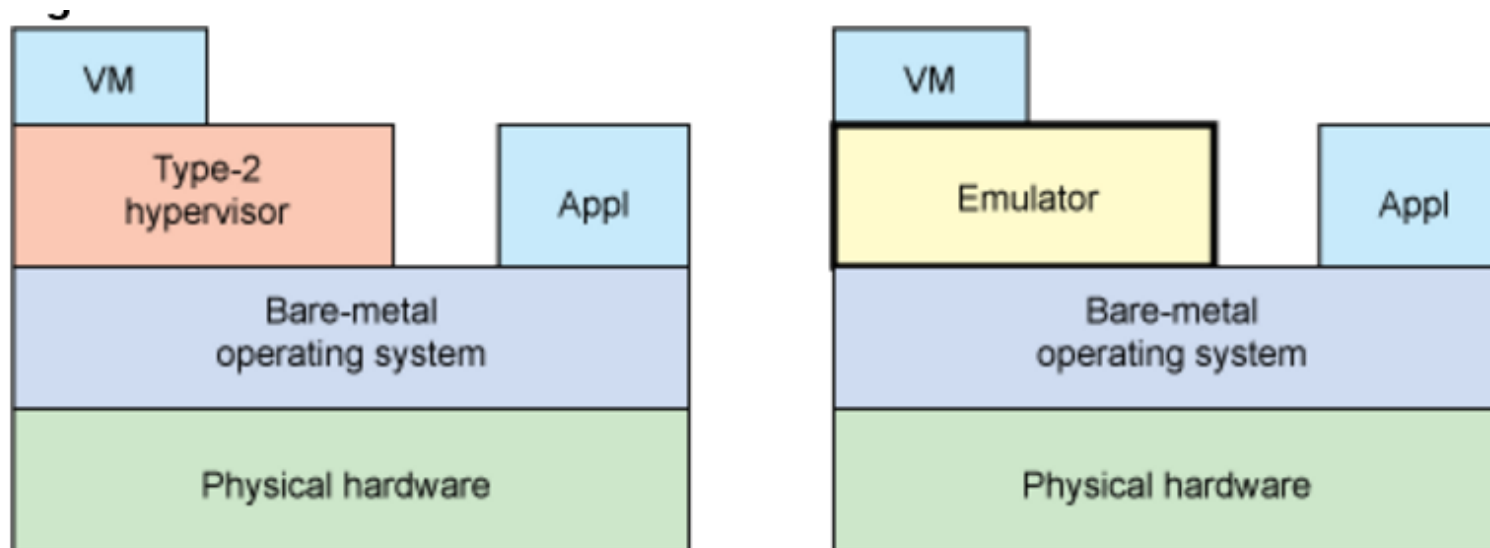 VM
Type-2
hypervisor
Appl
Bare-metal
operating system
Physical hardware
VM
Emulator
Appl
Bare-metal
operating system
Physical hardware